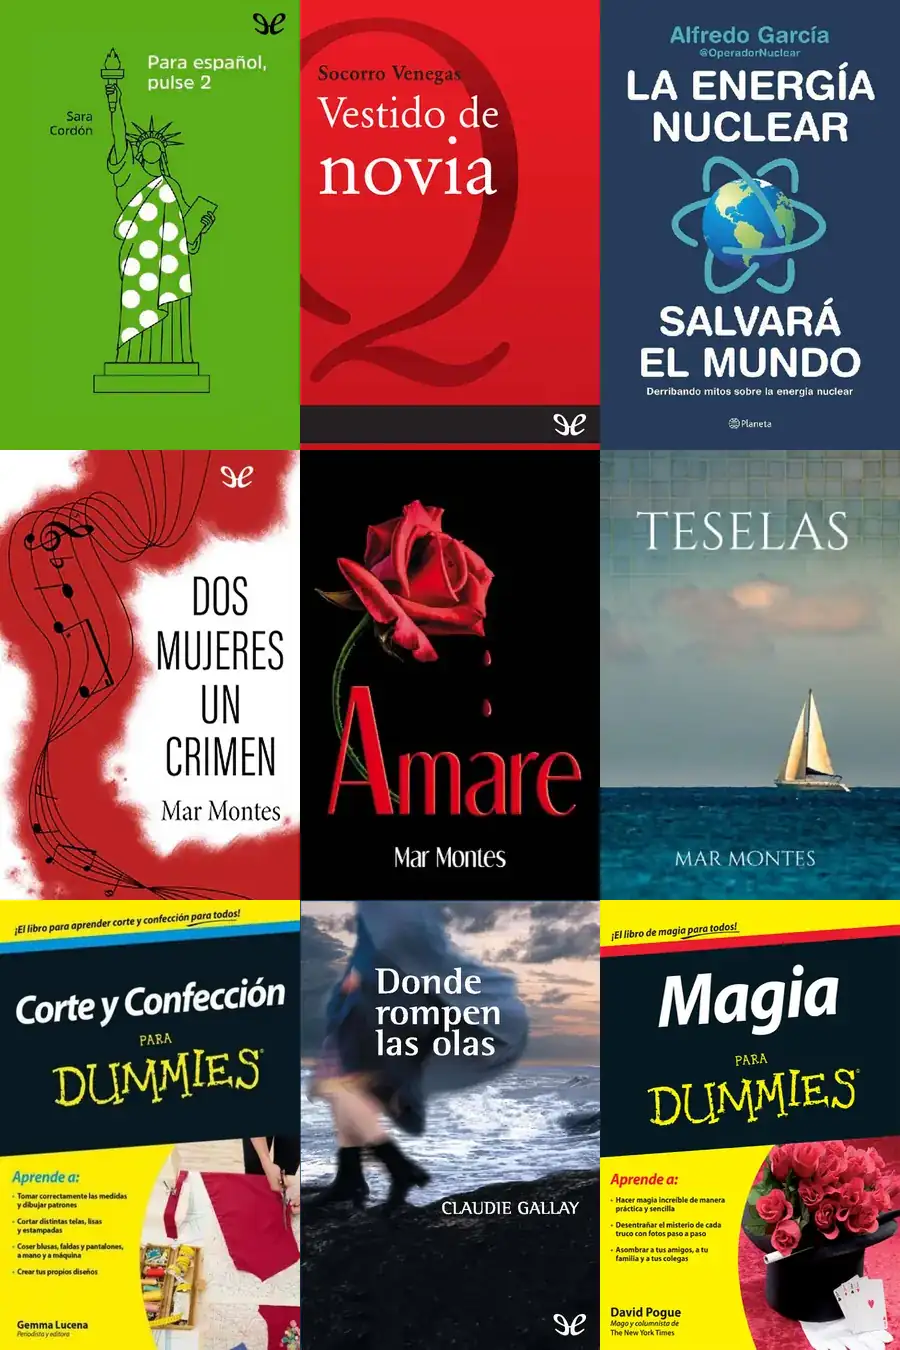 Para español,
pulse 2
Sara
Cordón
Socorro Venegas
Vestido de
novia
Alfredo García
@OperadorNuclear
LA ENERGÍA
NUCLEAR
SALVARÁ
EL MUNDO
Derribando mitos sobre la energía nuclear
Planeta
DOS
MUJERES
UN
CRIMEN
Mar Montes
Amare
Mar Montes
TESELAS
MAR MONTES
¡El libro para aprender corte y confección para todos!
Corte y Confección
PARA
DUMMIES®
Aprende a:
• Tomar correctamente las medidas
y dibujar patrones
• Cortar distintas telas, lisas
y estampadas
• Coser blusas, faldas y pantalones,
a mano y a máquina
• Crear tus propios diseños
Gemma Lucena
Periodista y editora
Donde
rompen
las olas
CLAUDIE GALLAY
¡El libro de magia para todos!
Magia
PARA
DUMMIES®
Aprende a:
• Hacer magia increíble de manera
práctica y sencilla
• Desentrañar el misterio de cada
truco con fotos paso a paso
• Asombrar a tus amigos, a tu
familia y a tus colegas
David Pogue
Mago y columnista de
The New York Times